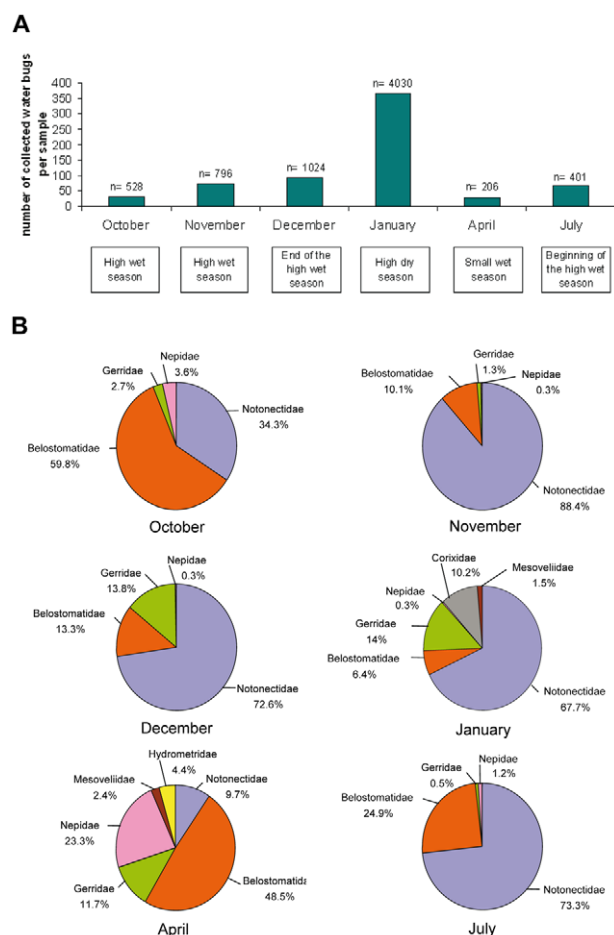 A
number of collected water bugs
per sample
400
350
300
250
200
150
100
50
0
n= 528
n= 796
n= 1024
n= 4030
n= 206
n= 401
October
November
December
January
April
July
High wet
season
High wet
season
End of the
high wet
season
High dry
season
Small wet
season
Beginning of
the high wet
season
B
Nepidae
3.6%
Gerridae
2.7%
Notonectidae
34.3%
Belostomatidae
59.8%
October
Gerridae
1.3%
Nepidae
0.3%
Belostomatidae
10.1%
Notonectidae
88.4%
November
Nepidae
0.3%
Gerridae
13.8%
Belostomatidae
13.3%
Notonectidae
72.6%
December
Corixidae
10.2%
Mesoveliidae
1.5%
Nepidae
0.3%
Gerridae
14%
Belostomatidae
6.4%
Notonectidae
67.7%
January
Hydrometridae
4.4%
Mesoveliidae
2.4%
Notonectidae
9.7%
Nepidae
23.3%
Gerridae
11.7%
Belostomatida
48.5%
April
Nepidae
1.2%
Gerridae
0.5%
Belostomatidae
24.9%
Notonectidae
73.3%
July